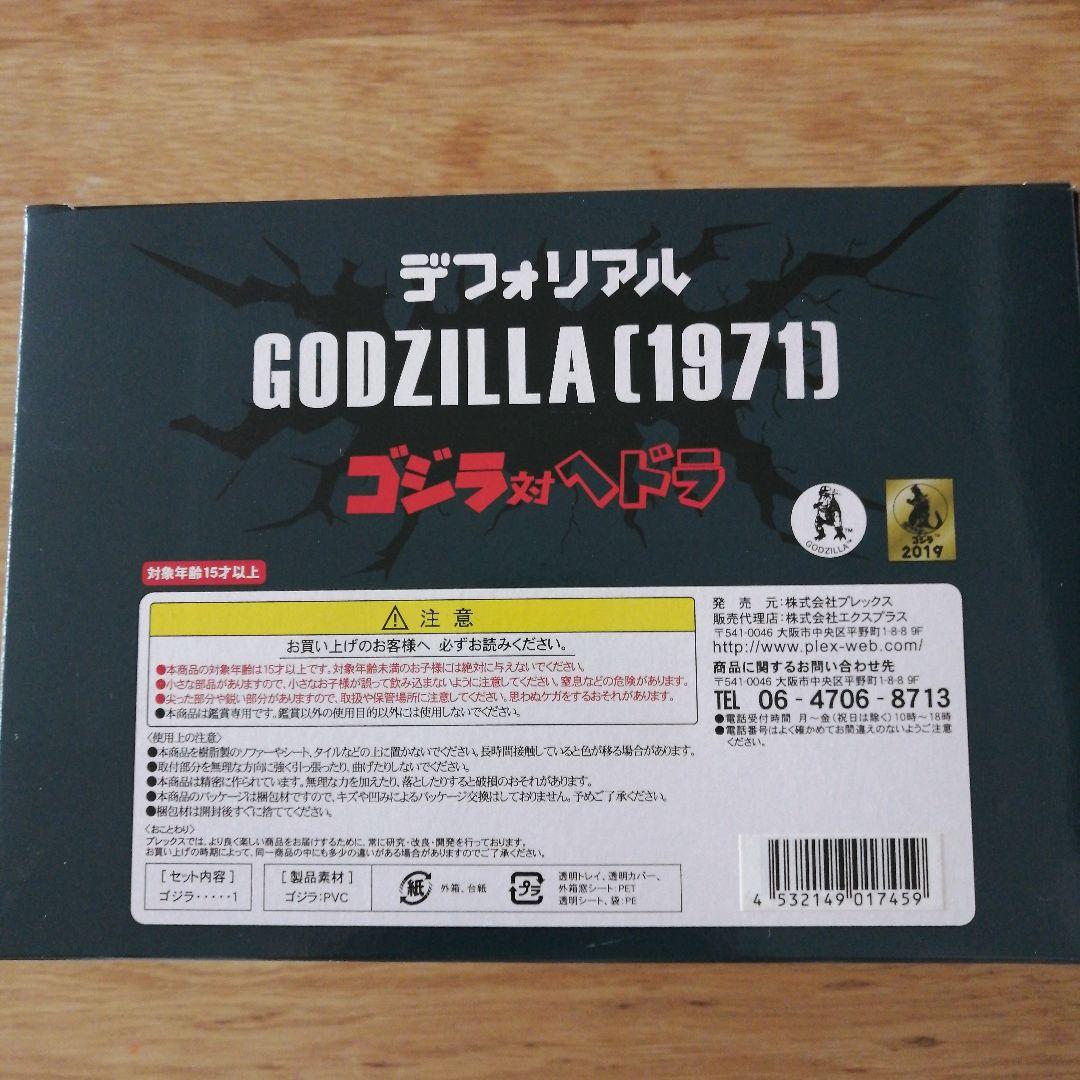 デフォリアル
GODZILLA(1971)
ゴジラ対ヘドラ
GODZILLA™
ゴジラ™
2019
対象年齢15才以上
注意
お買い上げのお客様へ 必ずお読みください。
●本商品の対象年齢は15才以上です。対象年齢未満のお子様には絶対に与えないでください。
●小さな部品がありますので、小さなお子様が誤って飲み込まないように注意してください。窒息などの危険があります。
●尖った部分や鋭い部分がありますので、取扱や保管場所に注意してください。思わぬケガをするおそれがあります。
●本商品は鑑賞専用です。鑑賞以外の使用目的以外には使用しないでください。
〈使用上の注意〉
●本商品を樹脂製のソファーやシート、タイルなどの上に置かないでください。長時間接触していると色が移る場合があります。
●取付部分を無理な方向に強く引っ張ったり、曲げたりしないでください。
●本商品は精密に作られています。無理な力を加えたり、落としたりすると破損のおそれがあります。
●本商品のパッケージは梱包材ですので、キズや凹みによるパッケージ交換はしておりません。予めご了承ください。
●梱包材は開封後すぐに捨ててください。
〈おことわり〉
プレックスでは、より良く楽しい商品をお届けするために、常に研究・改良・開発を行っております。
お買い上げの時期によって、同一商品の中にも多少の違いがある場合がありますのでご了承ください。
[セット内容]
ゴジラ・・・・・1
[製品素材]
ゴジラ:PVC
紙
外箱、台紙
プラ
透明トレイ、透明カバー、
外箱窓シート:PET
透明シート、袋:PE
発売元:株式会社プレックス
販売代理店:株式会社エクスプラス
〒541-0046 大阪市中央区平野町1-8-8 9F
http://www.plex-web.com/
商品に関するお問い合わせ先
〒541-0046 大阪市中央区平野町1-8-8 9F
TEL 06-4706-8713
●電話受付時間 月〜金(祝日は除く)10時〜18時
●電話番号はよく確かめてお間違えのないようご注意
ください。
4 532149 017459